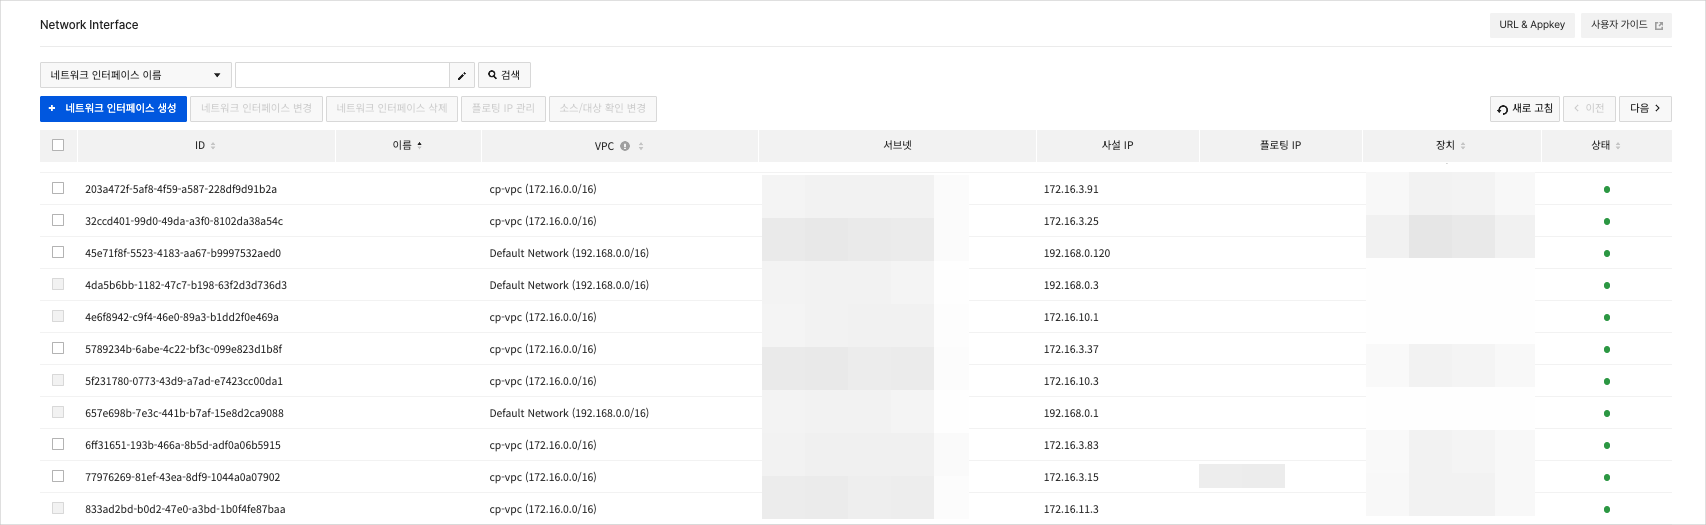 Network Interface
URL & Appkey
사용자 가이드
네트워크 인터페이스 이름
검색
+ 네트워크 인터페이스 생성
네트워크 인터페이스 변경
네트워크 인터페이스 삭제
플로팅 IP 관리
소스/대상 확인 변경
새로 고침
< 이전
다음 >
ID 이름 VPC 서브넷 사설 IP 플로팅 IP 장치 상태
203a472f-5af8-4f59-a587-228df9d91b2a cp-vpc (172.16.0.0/16) 172.16.3.91
32ccd401-99d0-49da-a3f0-8102da38a54c cp-vpc (172.16.0.0/16) 172.16.3.25
45e71f8f-5523-4183-aa67-b9997532aed0 Default Network (192.168.0.0/16) 192.168.0.120
4da5b6bb-1182-47c7-b198-63f2d3d736d3 Default Network (192.168.0.0/16) 192.168.0.3
4e6f8942-c9f4-46e0-89a3-b1dd2f0e469a cp-vpc (172.16.0.0/16) 172.16.10.1
5789234b-6abe-4c22-bf3c-099e823d1b8f cp-vpc (172.16.0.0/16) 172.16.3.37
5f231780-0773-43d9-a7ad-e7423cc00da1 cp-vpc (172.16.0.0/16) 172.16.10.3
657e698b-7e3c-441b-b7af-15e8d2ca9088 Default Network (192.168.0.0/16) 192.168.0.1
6ff31651-193b-466a-8b5d-adf0a06b5915 cp-vpc (172.16.0.0/16) 172.16.3.83
77976269-81ef-43ea-8df9-1044a0a07902 cp-vpc (172.16.0.0/16) 172.16.3.15
833ad2bd-b0d2-47e0-a3bd-1b0f4fe87baa cp-vpc (172.16.0.0/16) 172.16.11.3